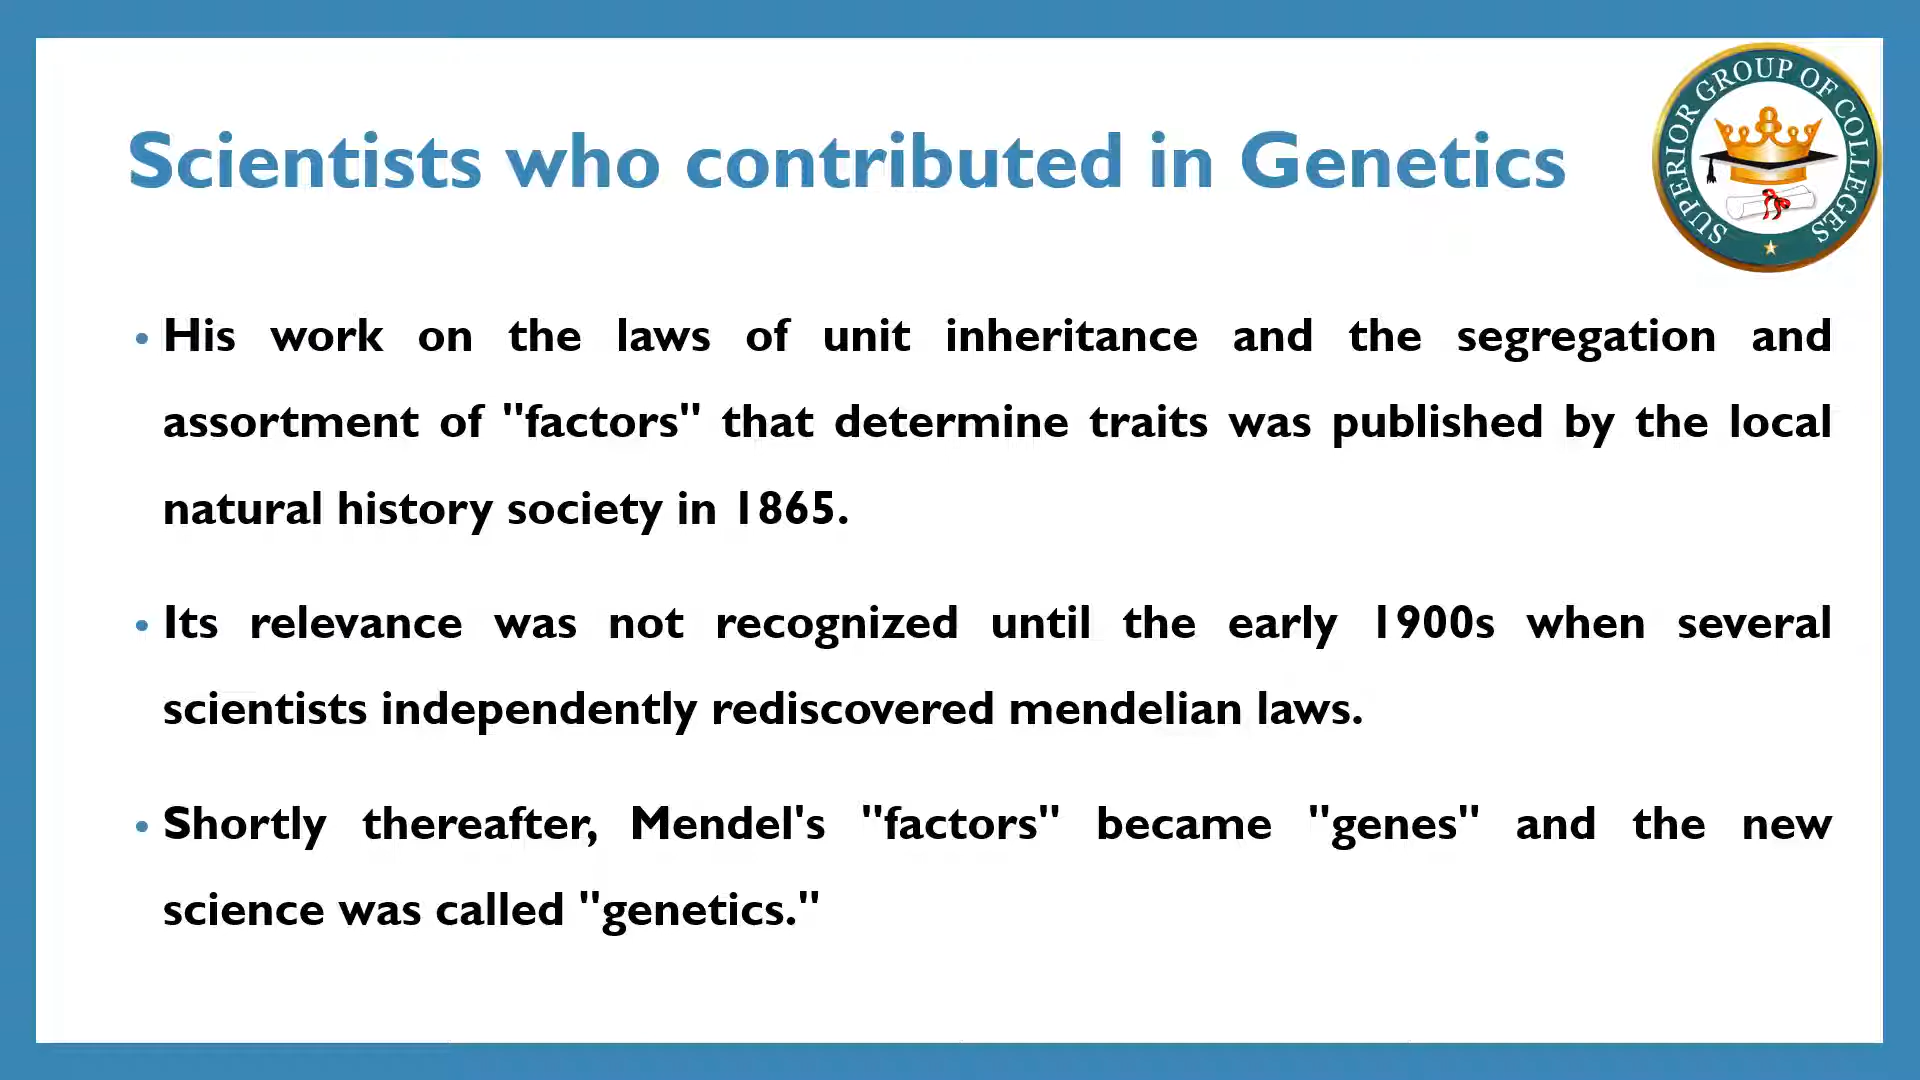 Scientists who contributed in Genetics
SUPERIOR GROUP OF COLLEGES
• His work on the laws of unit inheritance and the segregation and
assortment of "factors" that determine traits was published by the local
natural history society in 1865.
• Its relevance was not recognized until the early 1900s when several
scientists independently rediscovered mendelian laws.
• Shortly thereafter, Mendel's "factors" became "genes" and the new
science was called "genetics."